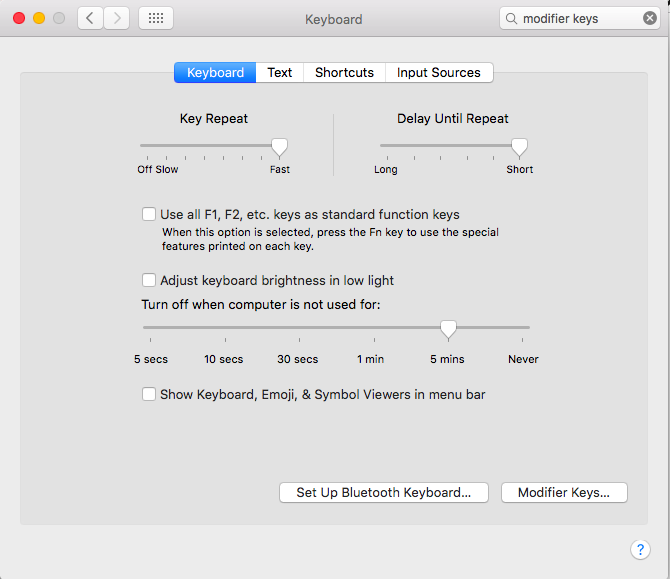 Keyboard
modifier keys
Keyboard Text Shortcuts Input Sources
Key Repeat
Delay Until Repeat
Off Slow Fast
Long Short
Use all F1, F2, etc. keys as standard function keys
When this option is selected, press the Fn key to use the special
features printed on each key.
Adjust keyboard brightness in low light
Turn off when computer is not used for:
5 secs 10 secs 30 secs 1 min 5 mins Never
Show Keyboard, Emoji, & Symbol Viewers in menu bar
Set Up Bluetooth Keyboard... Modifier Keys...
?